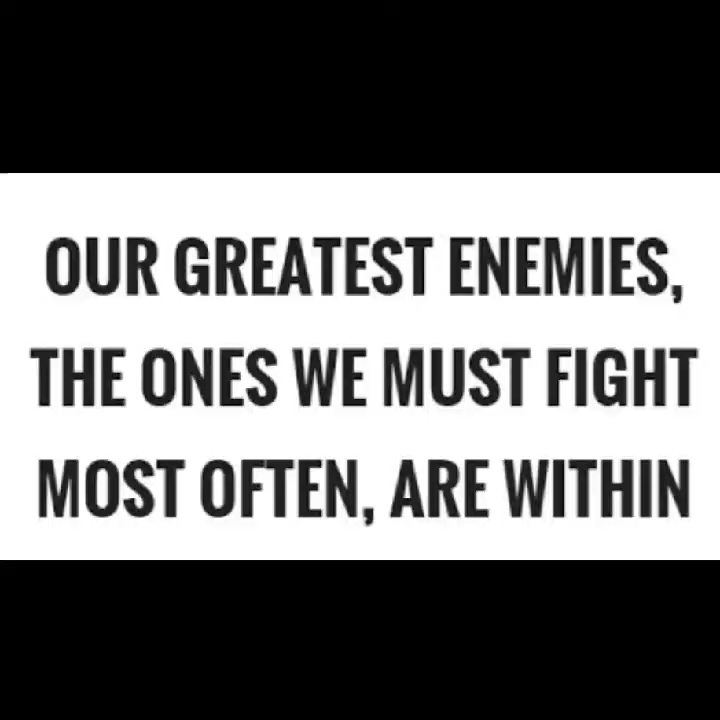 OUR GREATEST ENEMIES,
THE ONES WE MUST FIGHT
MOST OFTEN, ARE WITHIN